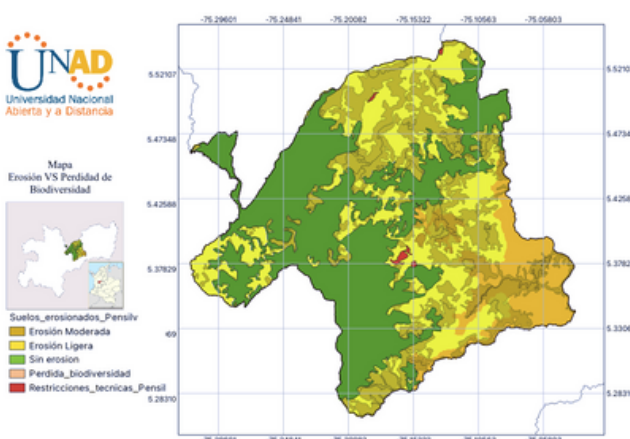 -75.29601 -75.24841 -75.20082 -75.15322 -75.10563 -75.05803
UNAD
Universidad Nacional
Abierta y a Distancia
Mapa
Erosión VS Perdidad de
Biodiversidad
Suelos_erosionados_Pensilv
Erosión Moderada
Erosión Ligera
Sin erosion
Perdida_biodiversidad
Restricciones_tecnicas_Pensil
5.52107
5.47348
5.42588
5.37829
69
5.28310
5.5210
5.4734
5.4258
5.3782
5.3306
5.2831